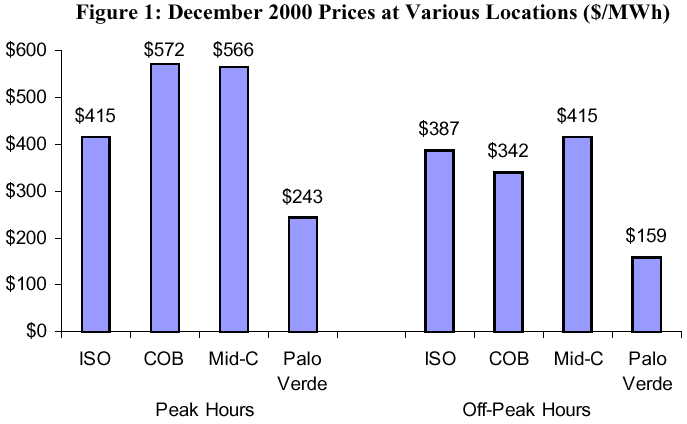 Figure 1: December 2000 Prices at Various Locations ($/MWh)
$600
$500
$400
$300
$200
$100
$0
$415
$572
$566
$243
$387
$342
$415
$159
ISO
COB
Mid-C
Palo
Verde
ISO
COB
Mid-C
Palo
Verde
Peak Hours
Off-Peak Hours